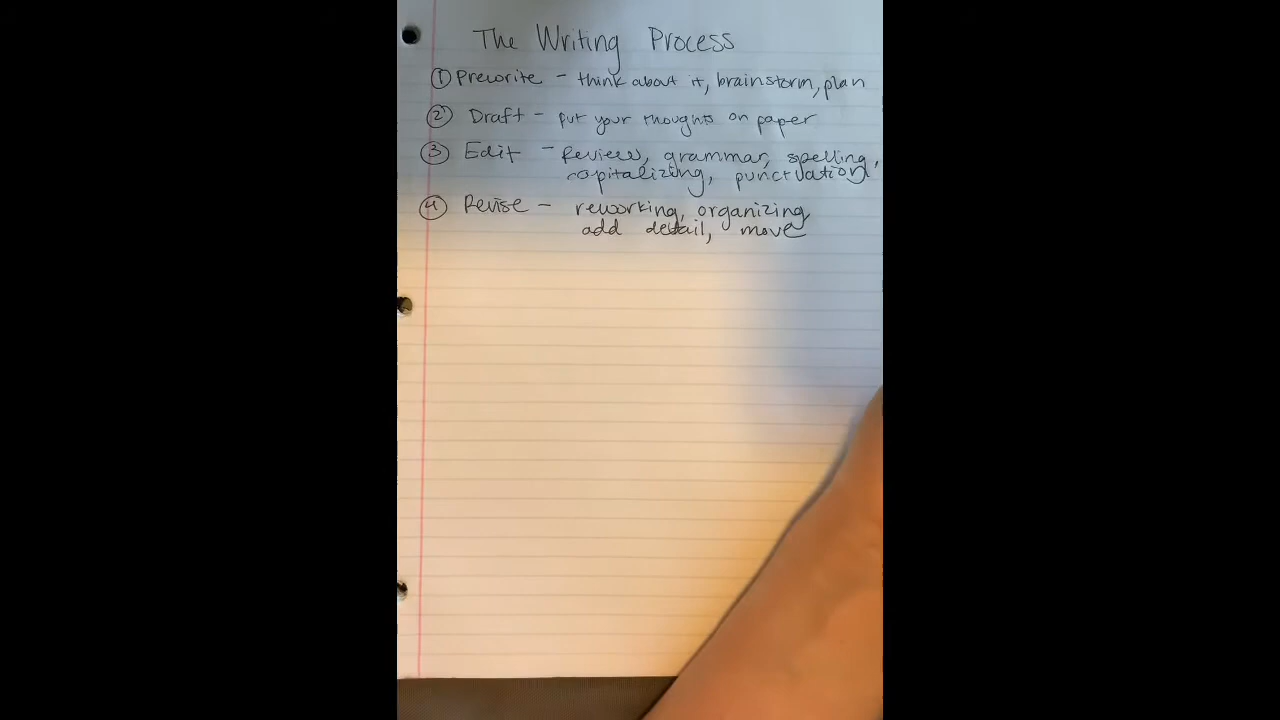 The Writing Process
① Prewrite - think about it, brainstorm, plan
② Draft - put your thoughts on paper
③ Edit - Review, grammar, spelling,
capitalizing, punctuation
④ Revise - reworking, organizing,
add detail, move